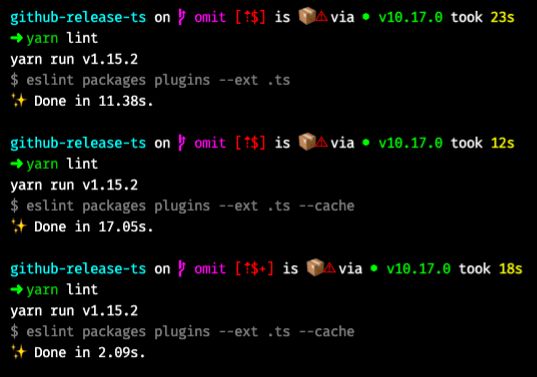 github-release-ts on omit [⇡$] is 📦⚠ via ● v10.17.0 took 23s
➜ yarn lint
yarn run v1.15.2
$ eslint packages plugins --ext .ts
✨ Done in 11.38s.
github-release-ts on omit [⇡$] is 📦⚠ via ● v10.17.0 took 12s
➜ yarn lint
yarn run v1.15.2
$ eslint packages plugins --ext .ts --cache
✨ Done in 17.05s.
github-release-ts on omit [⇡$+] is 📦⚠ via ● v10.17.0 took 18s
➜ yarn lint
yarn run v1.15.2
$ eslint packages plugins --ext .ts --cache
✨ Done in 2.09s.